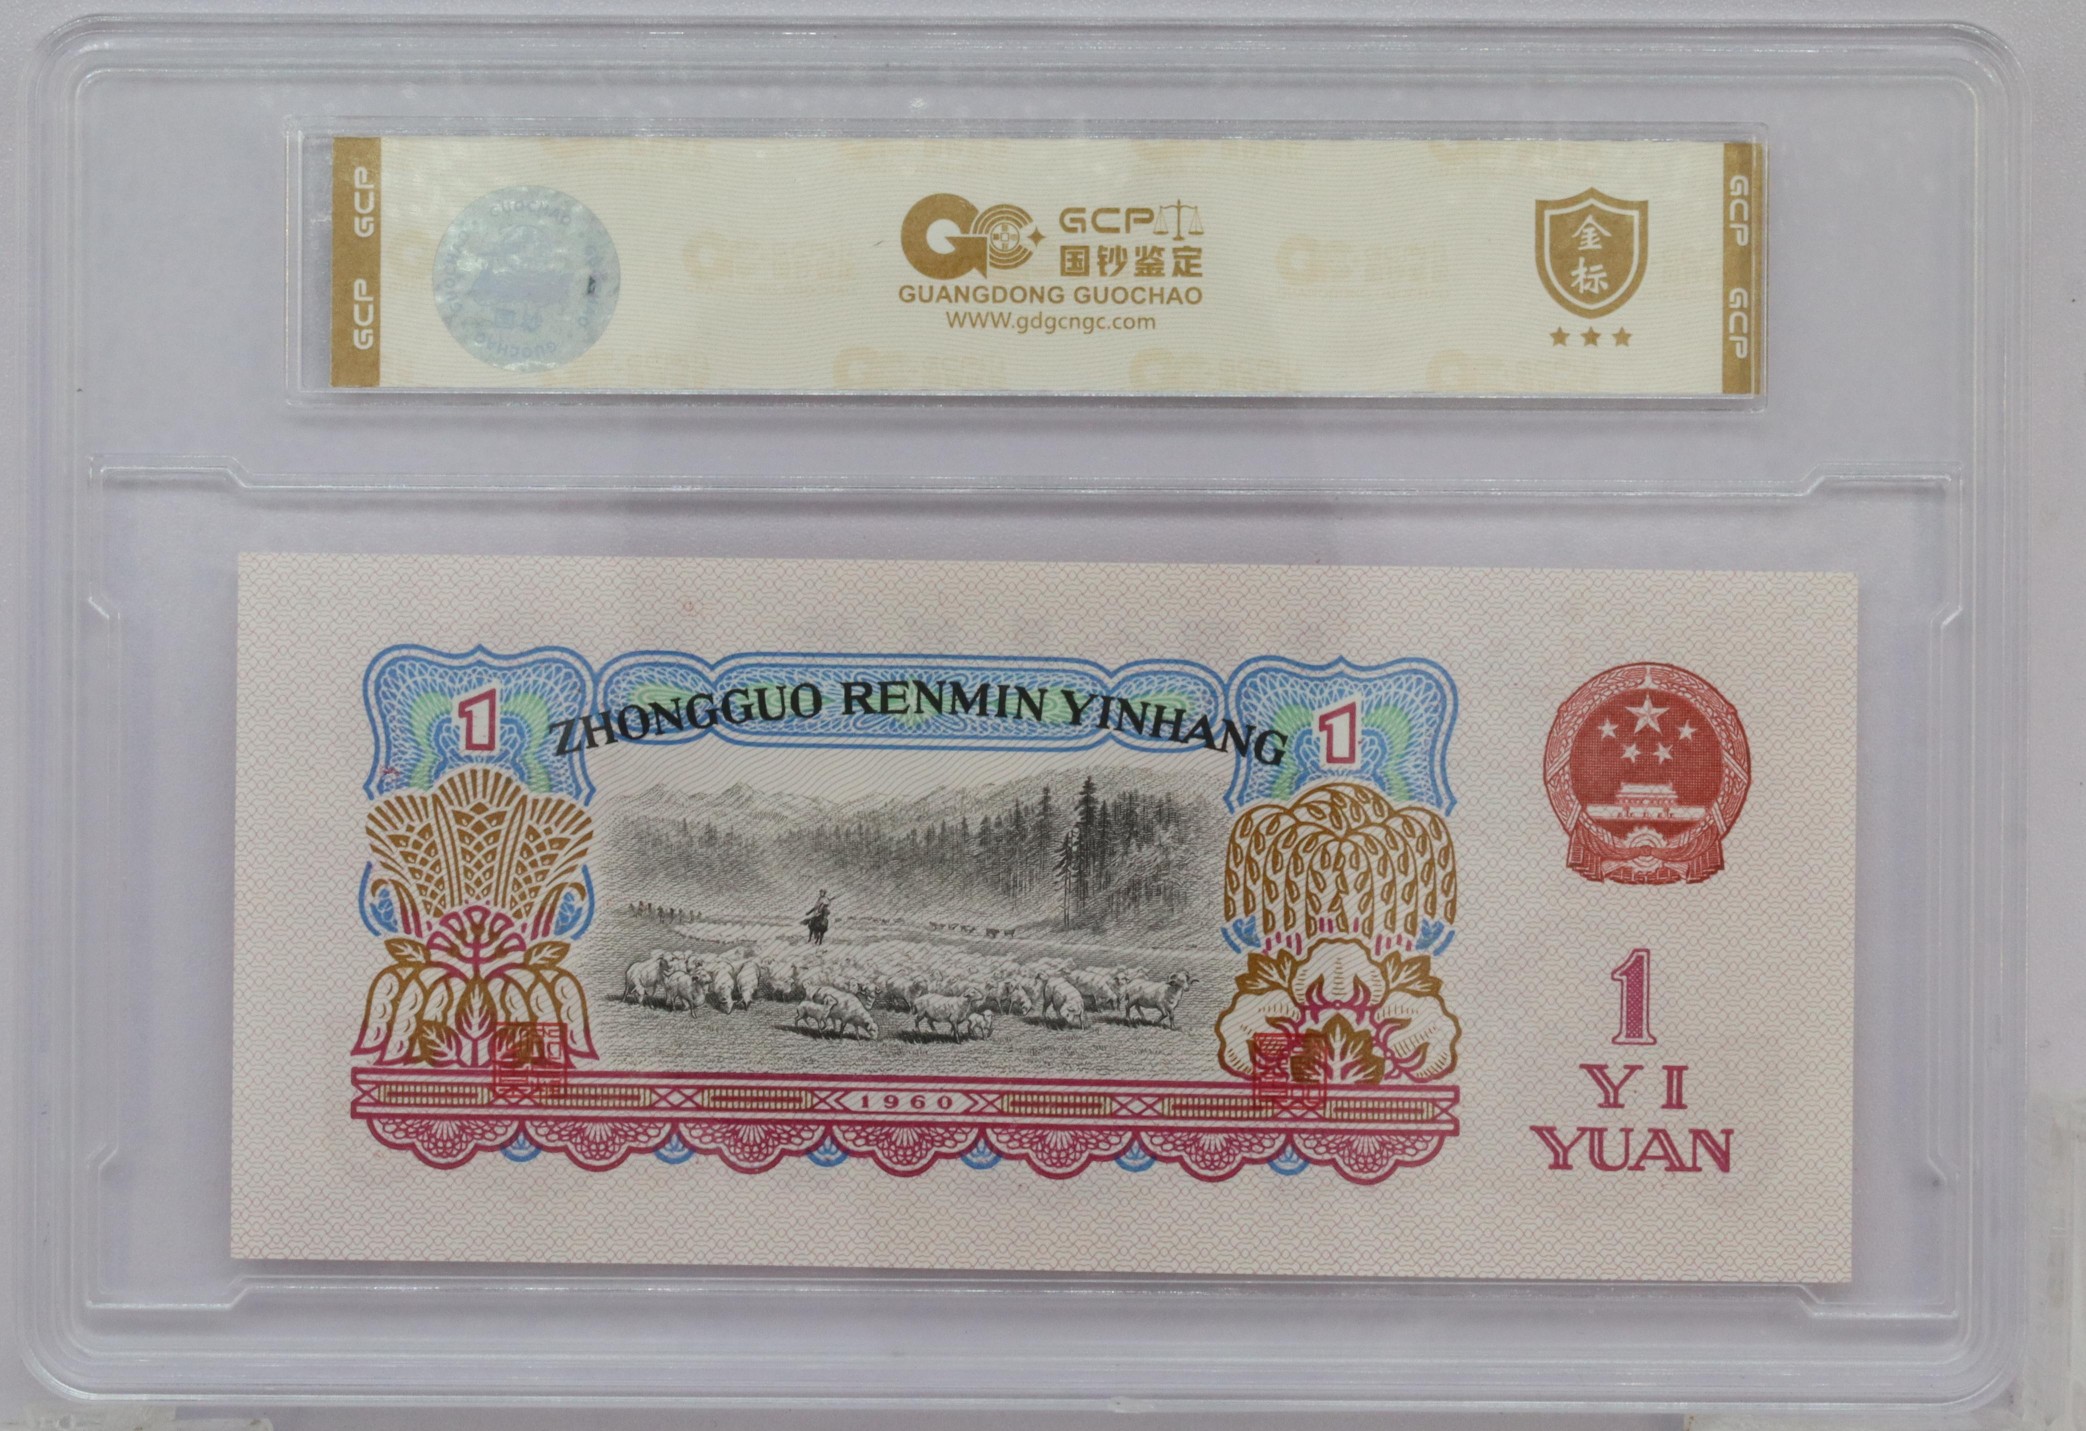 GCP GCP
GCP
国钞鉴定
GUANGDONG GUOCHAO
WWW.gdgcngc.com
金
标
GCP GCP
1
ZHONGGUO RENMIN YINHANG
1
1960
1
YI
YUAN